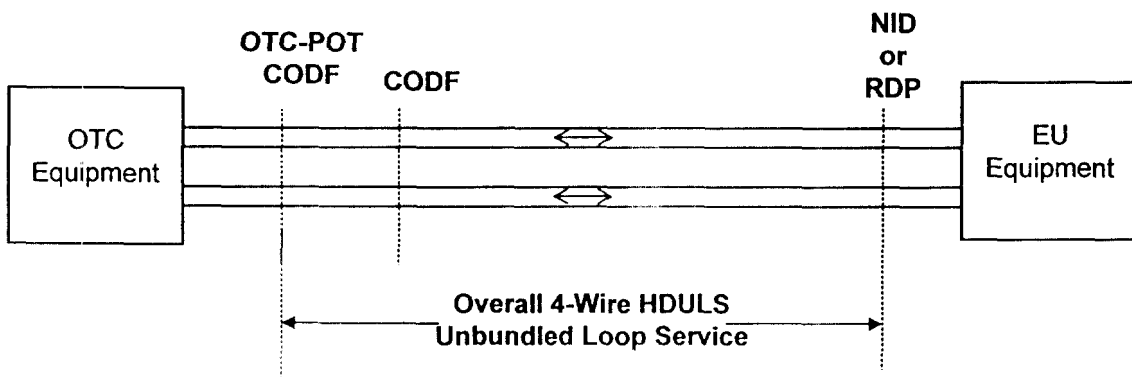 OTC-POT
CODF
CODF
NID
or
RDP
OTC
Equipment
EU
Equipment
Overall 4-Wire HDULS
Unbundled Loop Service